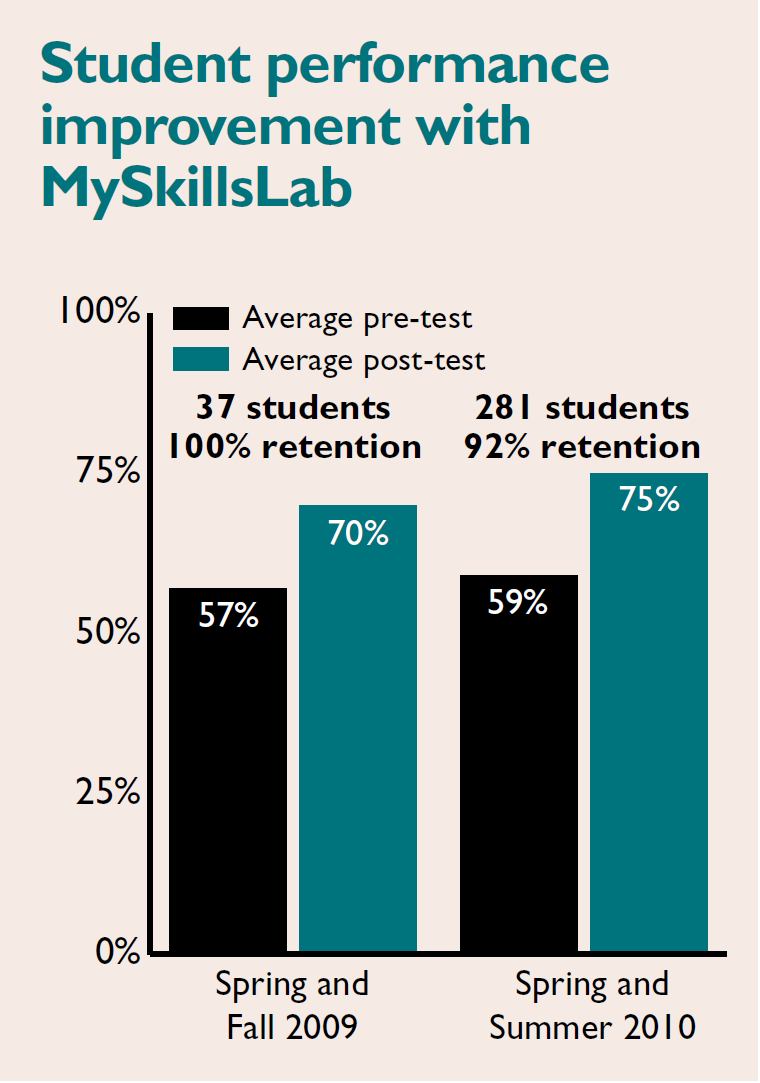 Student performance
improvement with
MySkillsLab
100%
Average pre-test
Average post-test
37 students
100% retention
281 students
92% retention
75%
70%
75%
57%
59%
50%
25%
0%
Spring and
Fall 2009
Spring and
Summer 2010